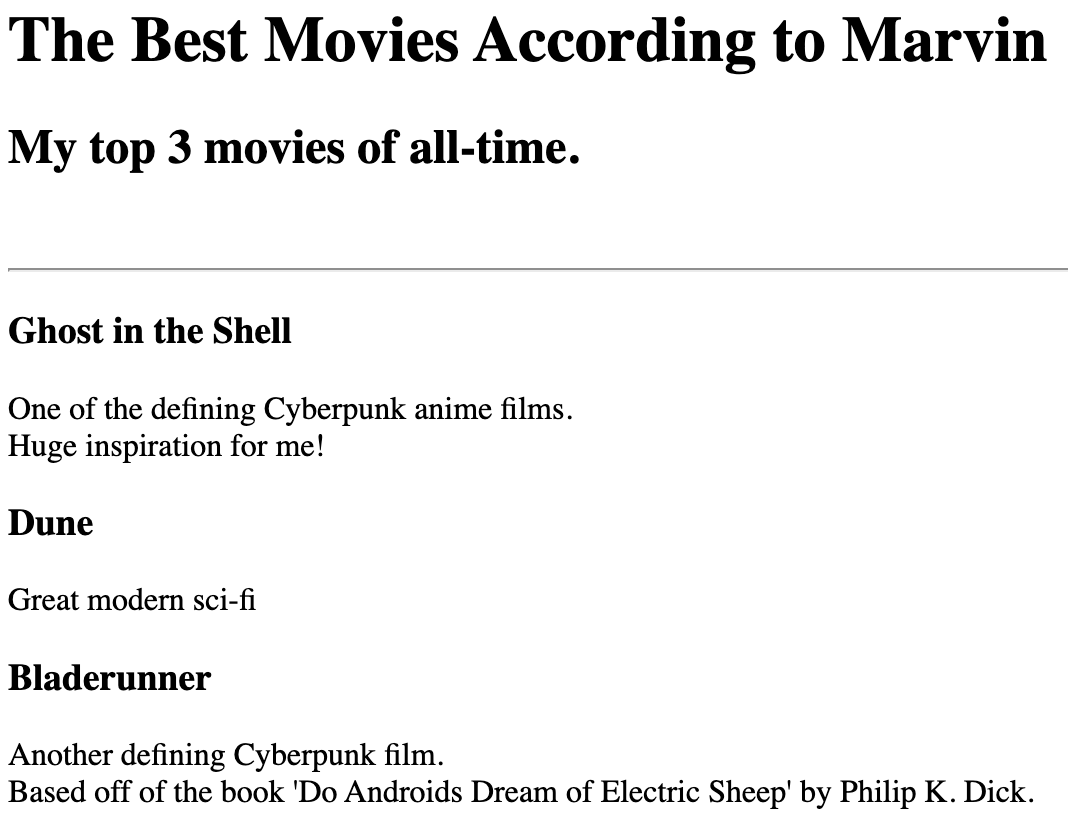 The Best Movies According to Marvin
My top 3 movies of all-time.
Ghost in the Shell
One of the defining Cyberpunk anime films.
Huge inspiration for me!
Dune
Great modern sci-fi
Bladerunner
Another defining Cyberpunk film.
Based off of the book 'Do Androids Dream of Electric Sheep' by Philip K. Dick.